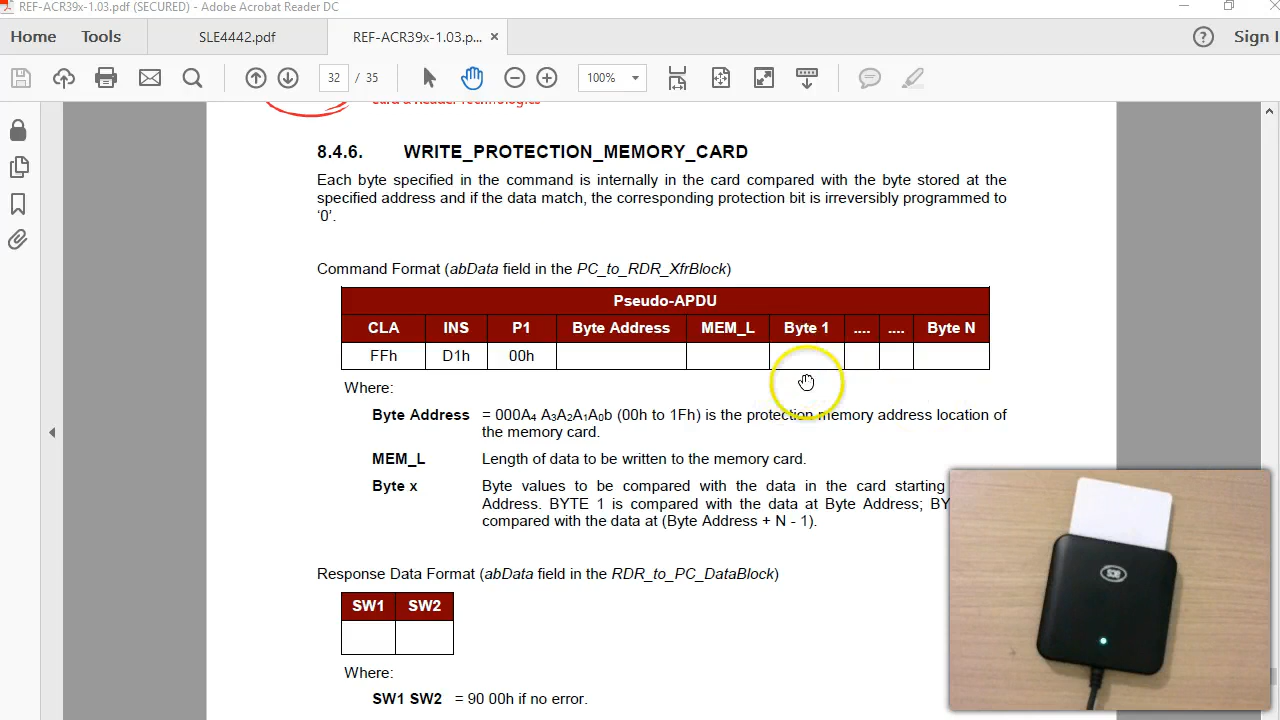 REF-ACR39x-1.03.pdf (SECURED) - Adobe Acrobat Reader DC
Home Tools SLE4442.pdf REF-ACR39x-1.03.p... × ? Sign I
32 / 35 100%
Card & Reader Technologies
8.4.6. WRITE_PROTECTION_MEMORY_CARD
Each byte specified in the command is internally in the card compared with the byte stored at the
specified address and if the data match, the corresponding protection bit is irreversibly programmed to
‘0’.
Command Format (abData field in the PC_to_RDR_XfrBlock)
Pseudo-APDU
CLA INS P1 Byte Address MEM_L Byte 1 .... .... Byte N
FFh D1h 00h
Where:
Byte Address = 000A₄ A₃A₂A₁A₀b (00h to 1Fh) is the protection memory address location of
the memory card.
MEM_L Length of data to be written to the memory card.
Byte x Byte values to be compared with the data in the card starting
Address. BYTE 1 is compared with the data at Byte Address; BY
compared with the data at (Byte Address + N - 1).
Response Data Format (abData field in the RDR_to_PC_DataBlock)
SW1 SW2
Where:
SW1 SW2 = 90 00h if no error.